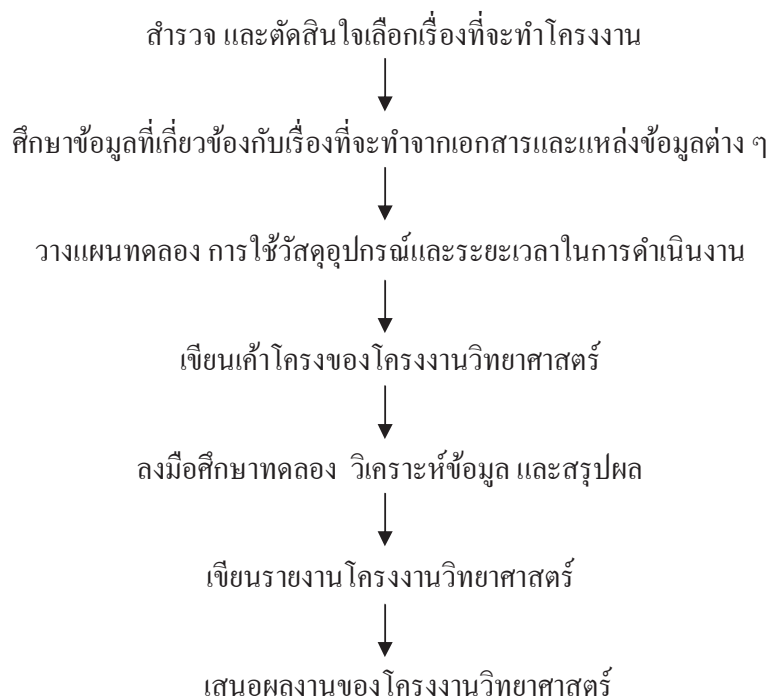 สำรวจ และตัดสินใจเลือกเรื่องที่จะทำโครงงาน
ศึกษาข้อมูลที่เกี่ยวข้องกับเรื่องที่จะทำจากเอกสารและแหล่งข้อมูลต่าง ๆ
วางแผนทดลอง การใช้วัสดุอุปกรณ์และระยะเวลาในการดำเนินงาน
เขียนเค้าโครงของโครงงานวิทยาศาสตร์
ลงมือศึกษาทดลอง วิเคราะห์ข้อมูล และสรุปผล
เขียนรายงานโครงงานวิทยาศาสตร์
เสนอผลงานของโครงงานวิทยาศาสตร์